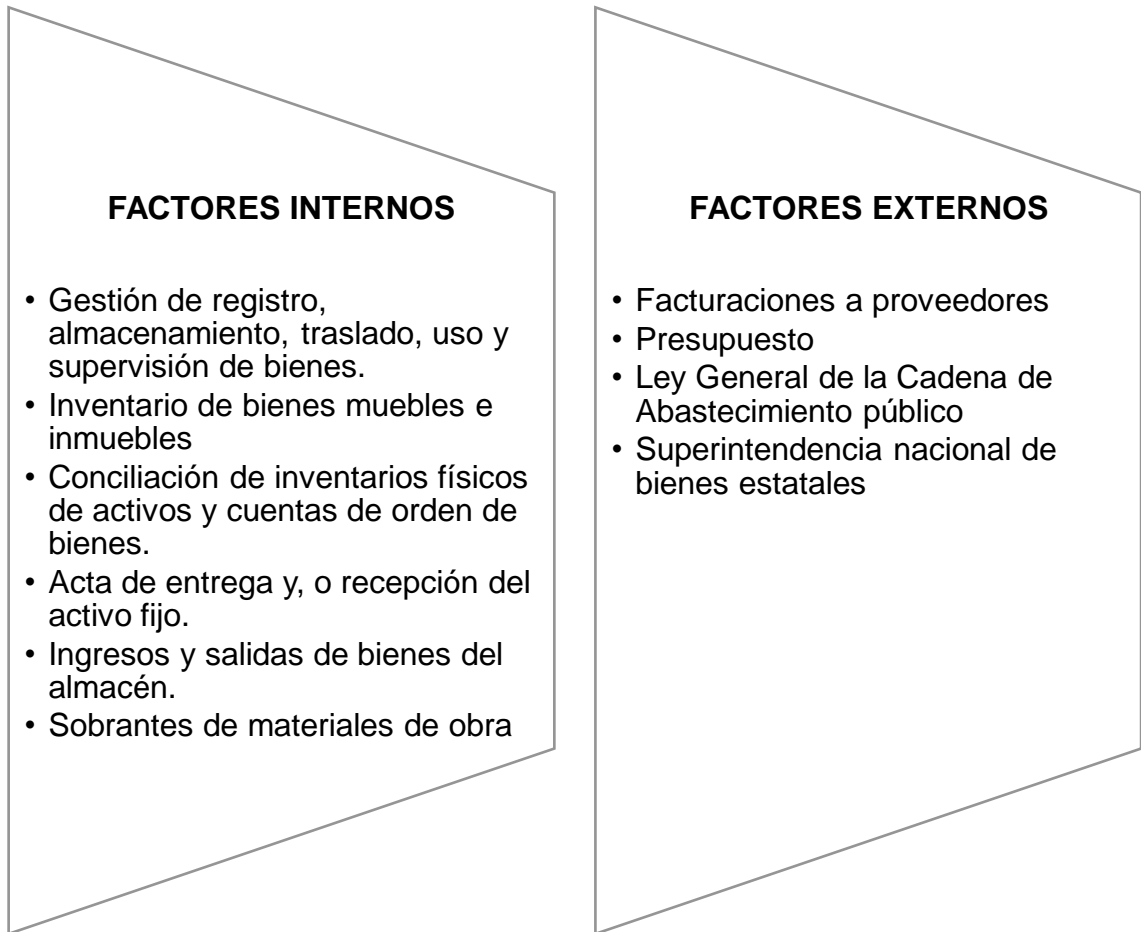 FACTORES INTERNOS
• Gestión de registro,
almacenamiento, traslado, uso y
supervisión de bienes.
• Inventario de bienes muebles e
inmuebles
• Conciliación de inventarios físicos
de activos y cuentas de orden de
bienes.
• Acta de entrega y, o recepción del
activo fijo.
• Ingresos y salidas de bienes del
almacén.
• Sobrantes de materiales de obra
FACTORES EXTERNOS
• Facturaciones a proveedores
• Presupuesto
• Ley General de la Cadena de
Abastecimiento público
• Superintendencia nacional de
bienes estatales